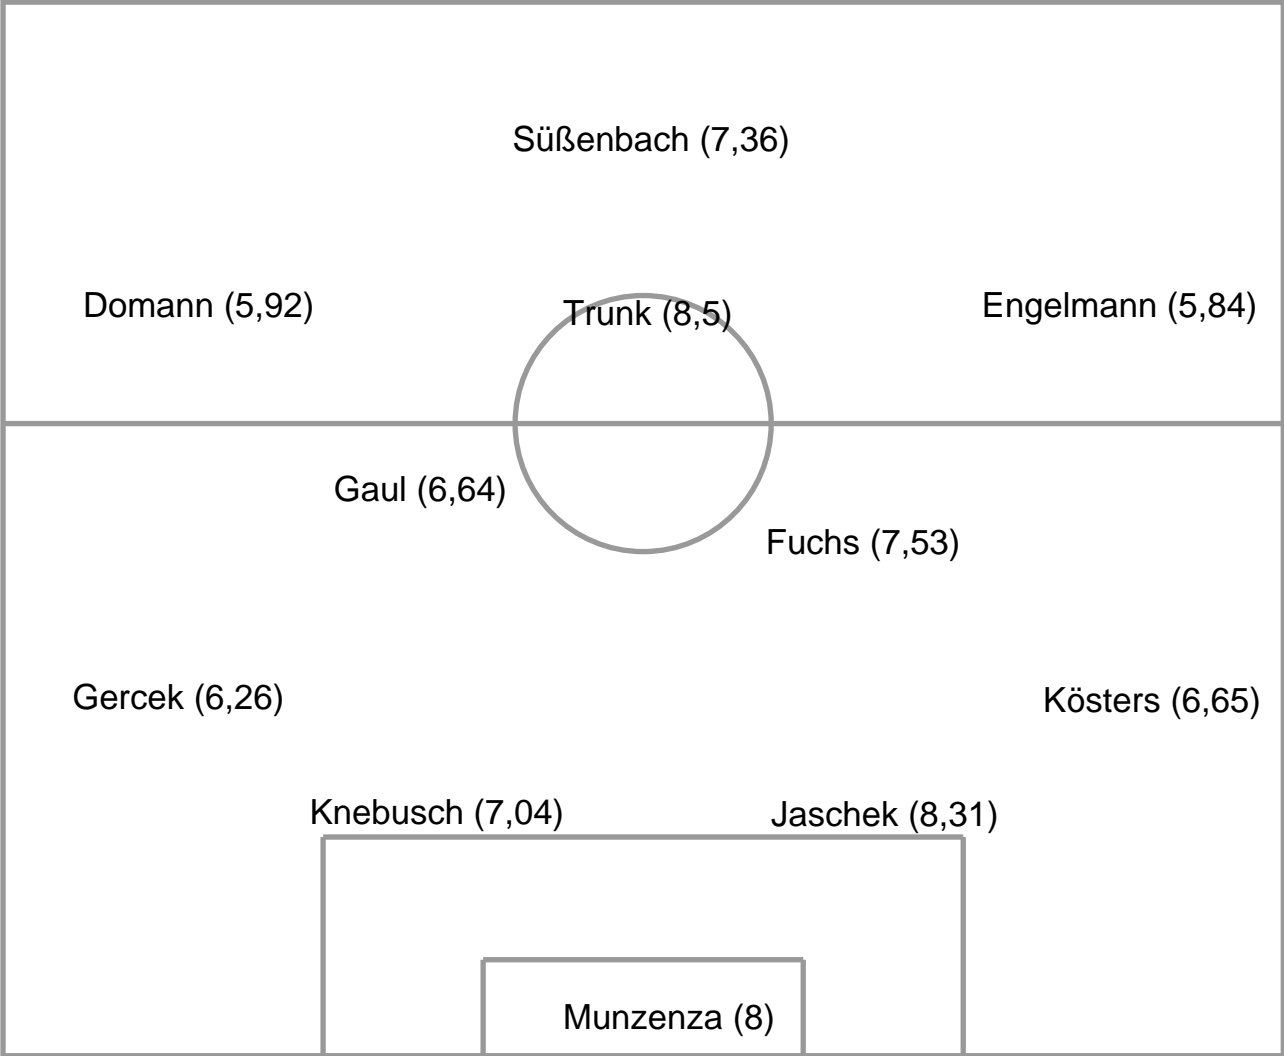 Süßenbach (7,36)
Domann (5,92)
Trunk (8,5)
Engelmann (5,84)
Gaul (6,64)
Fuchs (7,53)
Gercek (6,26)
Kösters (6,65)
Knebusch (7,04)
Jaschek (8,31)
Munzenza (8)